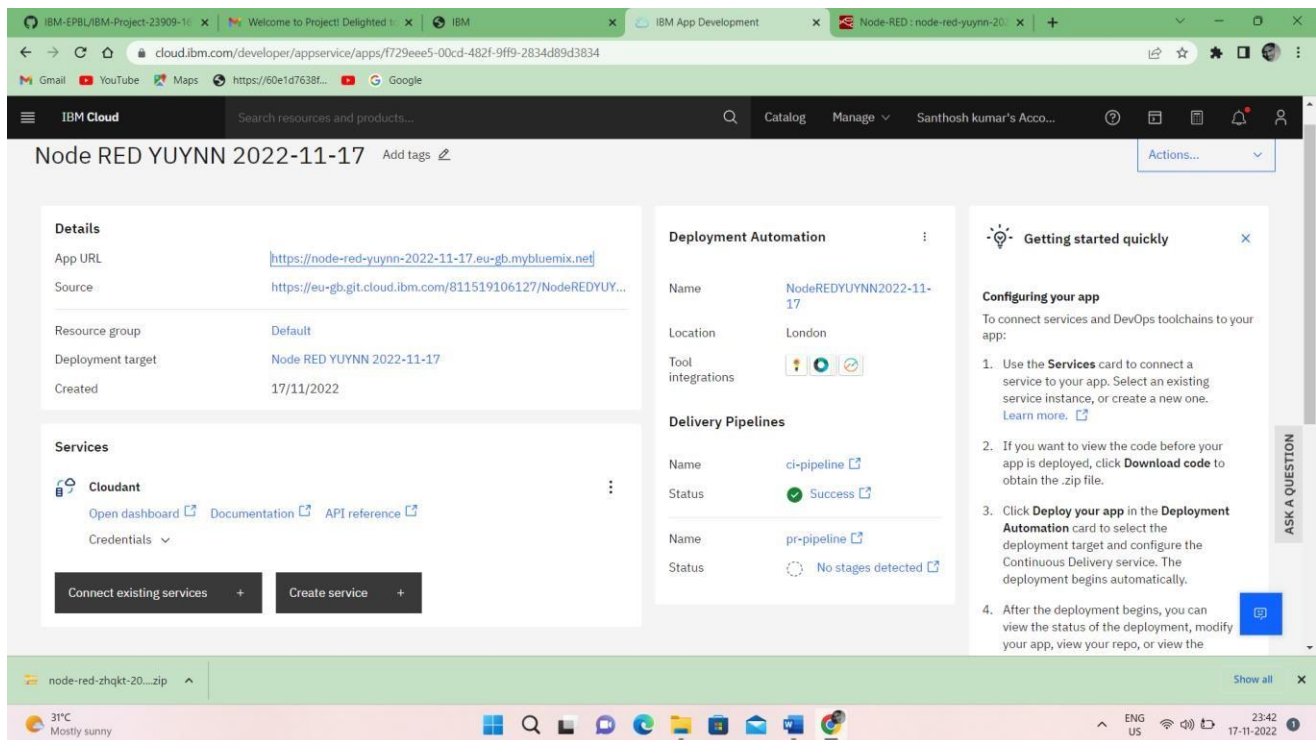 IBM-EPBL/IBM-Project-23909-16
Welcome to Project! Delighted to
IBM
IBM App Development
Node-RED : node-red-yuynn-20
cloud.ibm.com/developer/appservice/apps/f729eee5-00cd-482f-9ff9-2834d89d3834
Gmail YouTube Maps https://60e1d7638f... Google
IBM Cloud Search resources and products... Catalog Manage Santhosh kumar's Acco...
Node RED YUYNN 2022-11-17 Add tags
Actions...
Details
App URL https://node-red-yuynn-2022-11-17.eu-gb.mybluemix.net
Source https://eu-gb.git.cloud.ibm.com/811519106127/NodeREDYUY...
Resource group Default
Deployment target Node RED YUYNN 2022-11-17
Created 17/11/2022
Services
Cloudant
Open dashboard Documentation API reference
Credentials
Connect existing services +
Create service +
Deployment Automation
Name NodeREDYUYNN2022-11-
17
Location London
Tool
integrations
Delivery Pipelines
Name ci-pipeline
Status Success
Name pr-pipeline
Status No stages detected
Getting started quickly
Configuring your app
To connect services and DevOps toolchains to your
app:
1. Use the Services card to connect a
service to your app. Select an existing
service instance, or create a new one.
Learn more.
2. If you want to view the code before your
app is deployed, click Download code to
obtain the .zip file.
3. Click Deploy your app in the Deployment
Automation card to select the
deployment target and configure the
Continuous Delivery service. The
deployment begins automatically.
4. After the deployment begins, you can
view the status of the deployment, modify
your app, view your repo, or view the
ASK A QUESTION
node-red-zhqkt-20....zip
Show all
31°C
Mostly sunny
ENG
US
23:42
17-11-2022
1